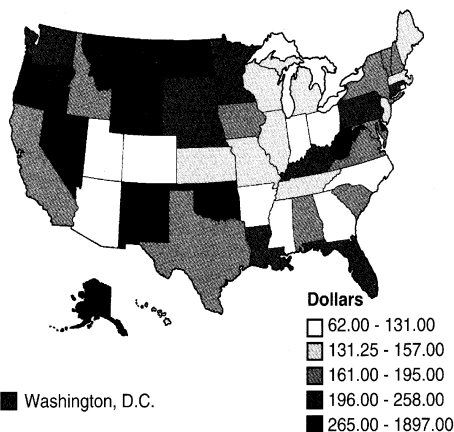 Dollars
62.00 - 131.00
131.25 - 157.00
161.00 - 195.00
196.00 - 258.00
265.00 - 1897.00
Washington, D.C.